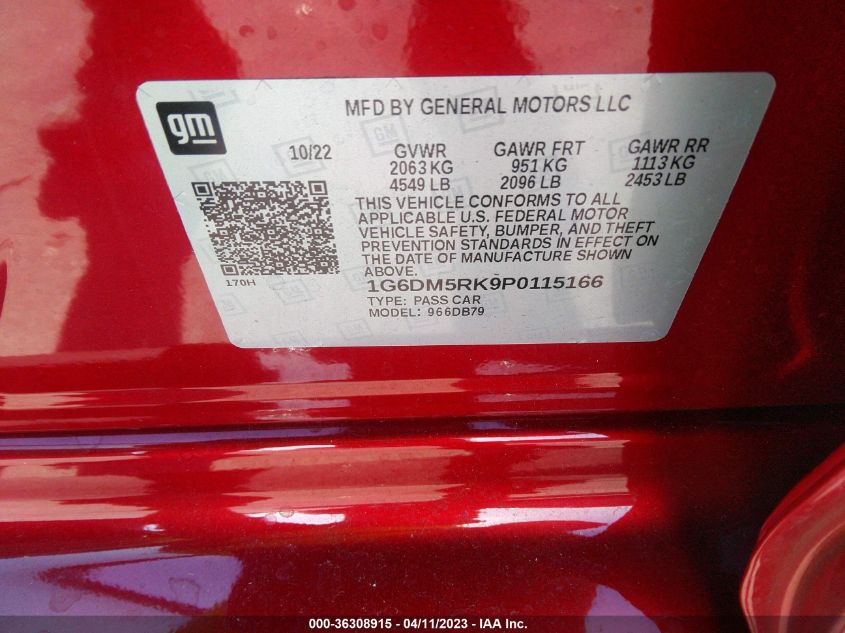 gm
MFD BY GENERAL MOTORS LLC
10/22 GVWR GAWR FRT GAWR RR
2063 KG 951 KG 1113 KG
4549 LB 2096 LB 2453 LB
THIS VEHICLE CONFORMS TO ALL
APPLICABLE U.S. FEDERAL MOTOR
VEHICLE SAFETY, BUMPER, AND THEFT
PREVENTION STANDARDS IN EFFECT ON
THE DATE OF MANUFACTURE SHOWN
ABOVE.
170H
1G6DM5RK9P0115166
TYPE: PASS CAR
MODEL: 966DB79
000-36308915 - 04/11/2023 - IAA Inc.